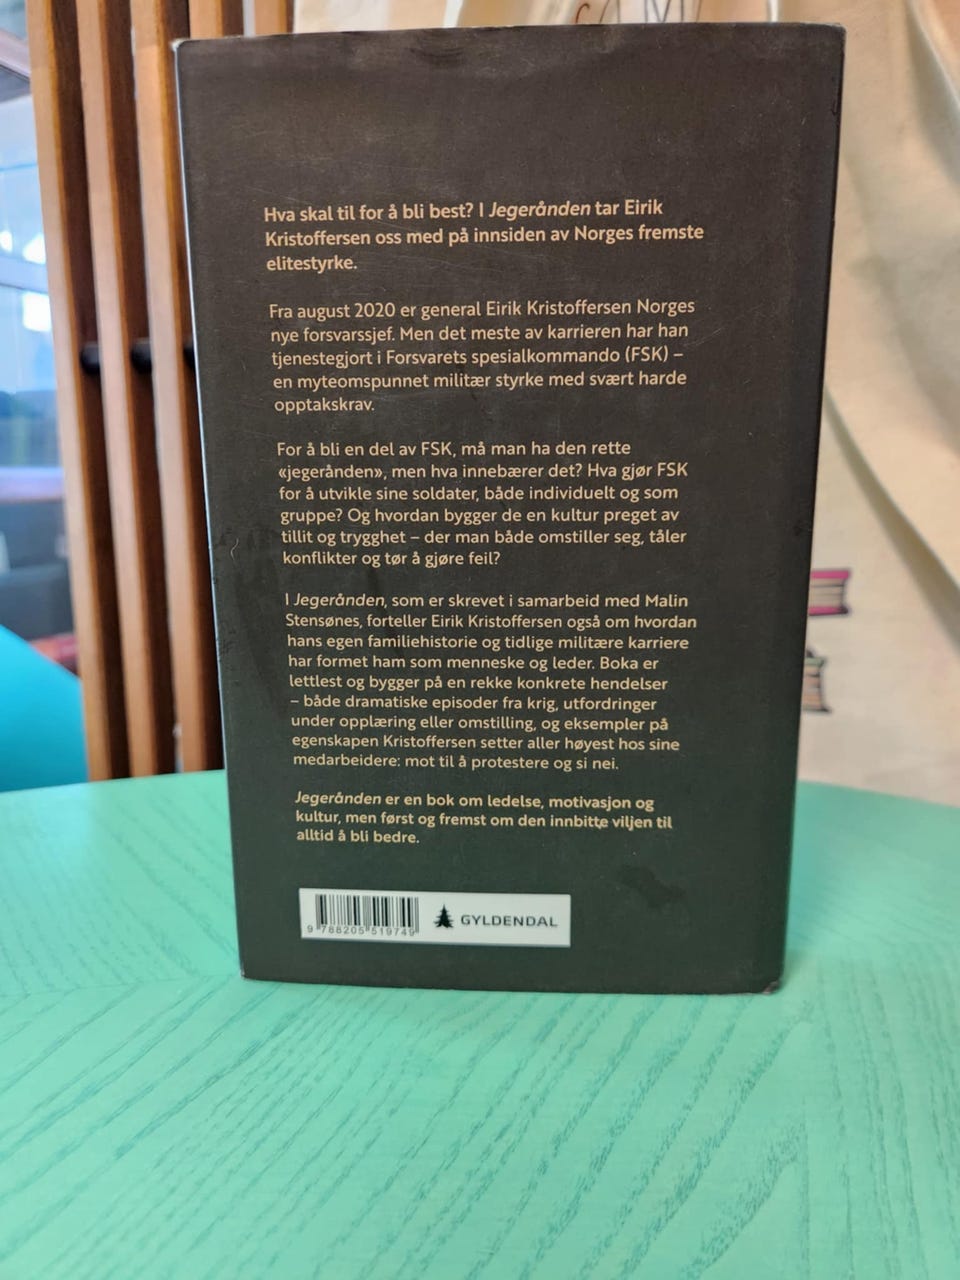 Hva skal til for å bli best? I Jegerånden tar Eirik
Kristoffersen oss med på innsiden av Norges fremste
elitestyrke.
Fra august 2020 er general Eirik Kristoffersen Norges
nye forsvarssjef. Men det meste av karrieren har han
tjenestegjort i Forsvarets spesialkommando (FSK) –
en myteomspunnet militær styrke med svært harde
opptakskrav.
For å bli en del av FSK, må man ha den rette
«jegerånden», men hva innebærer det? Hva gjør FSK
for å utvikle sine soldater, både individuelt og som
gruppe? Og hvordan bygger de en kultur preget av
tillit og trygghet – der man både omstiller seg, tåler
konflikter og tør å gjøre feil?
I Jegerånden, som er skrevet i samarbeid med Malin
Stensønes, forteller Eirik Kristoffersen også om hvordan
hans egen familiehistorie og tidlige militære karriere
har formet ham som menneske og leder. Boka er
lettlest og bygger på en rekke konkrete hendelser
– både dramatiske episoder fra krig, utfordringer
under opplæring eller omstilling, og eksempler på
egenskapen Kristoffersen setter aller høyest hos sine
medarbeidere: mot til å protestere og si nei.
Jegerånden er en bok om ledelse, motivasjon og
kultur, men først og fremst om den innbitte viljen til
alltid å bli bedre.
9 788205 519749
GYLDENDAL